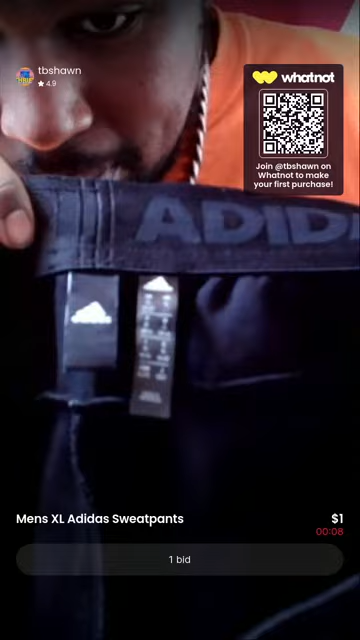 tbshawn
4.9
whatnot
Join @tbshawn on
Whatnot to make
your first purchase!
ADID
Mens XL Adidas Sweatpants
$1
00:08
1 bid